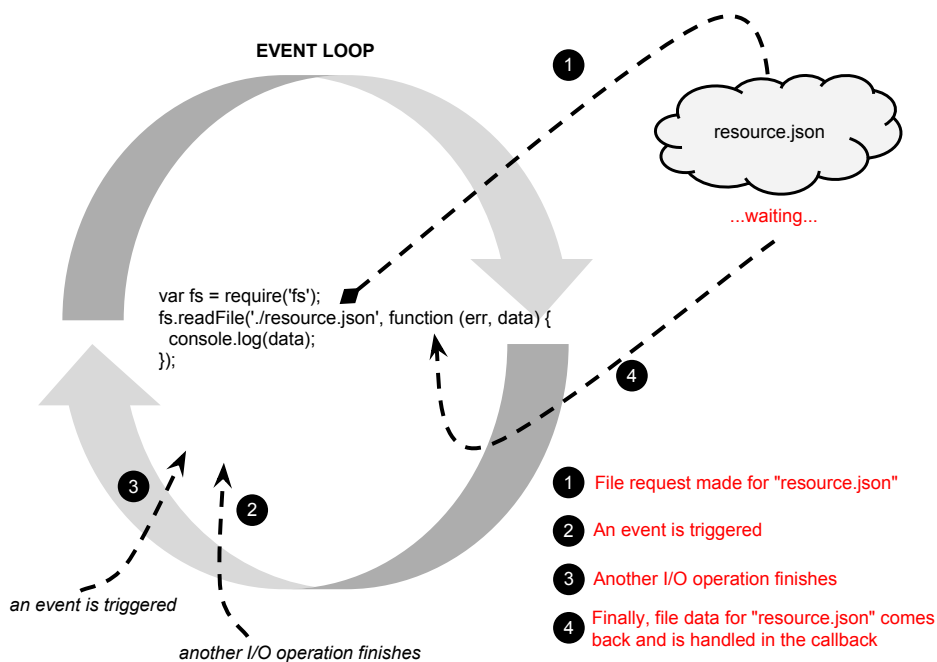 EVENT LOOP
1
resource.json
...waiting...
var fs = require('fs');
fs.readFile('./resource.json', function (err, data) {
  console.log(data);
});
4
3
2
an event is triggered
another I/O operation finishes
1 File request made for "resource.json"
2 An event is triggered
3 Another I/O operation finishes
4 Finally, file data for "resource.json" comes
back and is handled in the callback